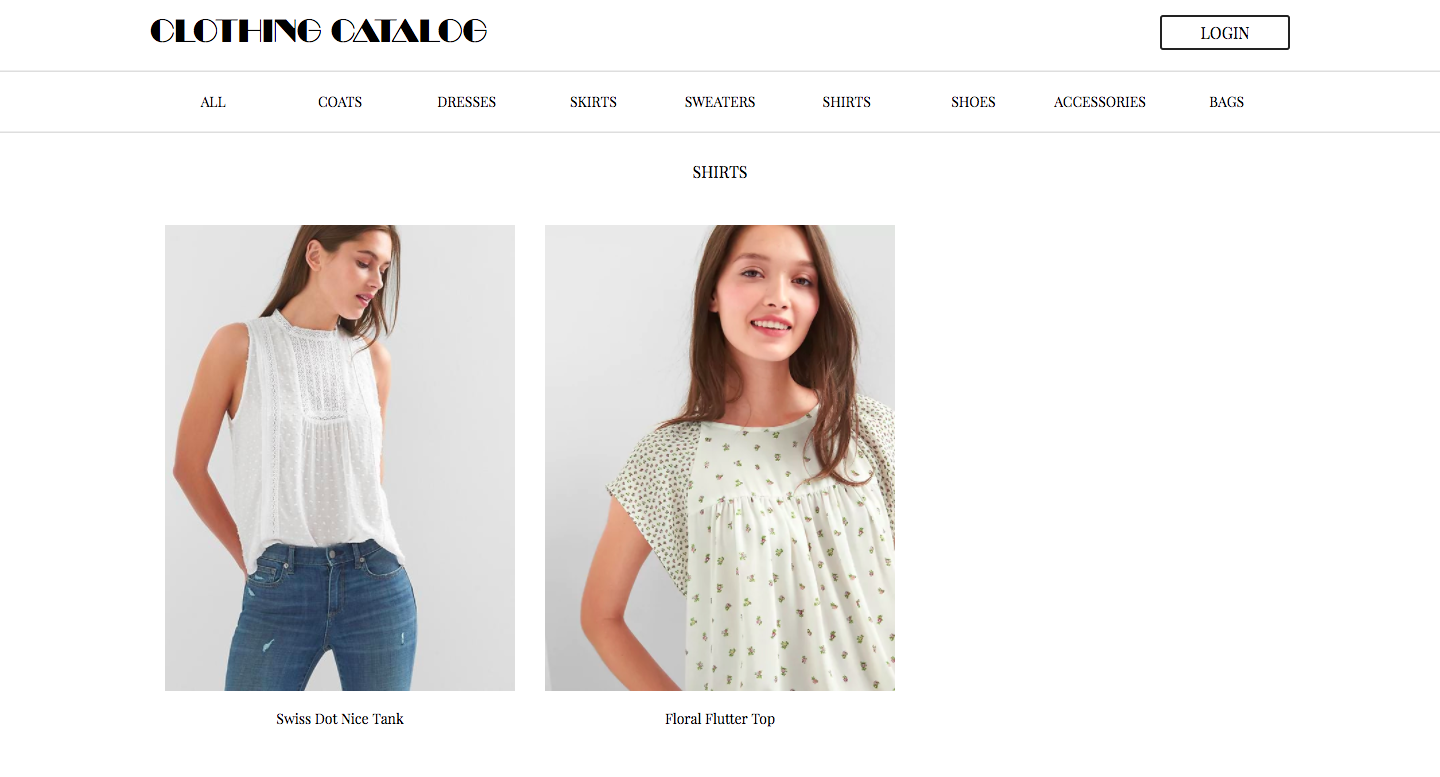 CLOTHING CATALOG
LOGIN
ALL COATS DRESSES SKIRTS SWEATERS SHIRTS SHOES ACCESSORIES BAGS
SHIRTS
Swiss Dot Nice Tank
Floral Flutter Top